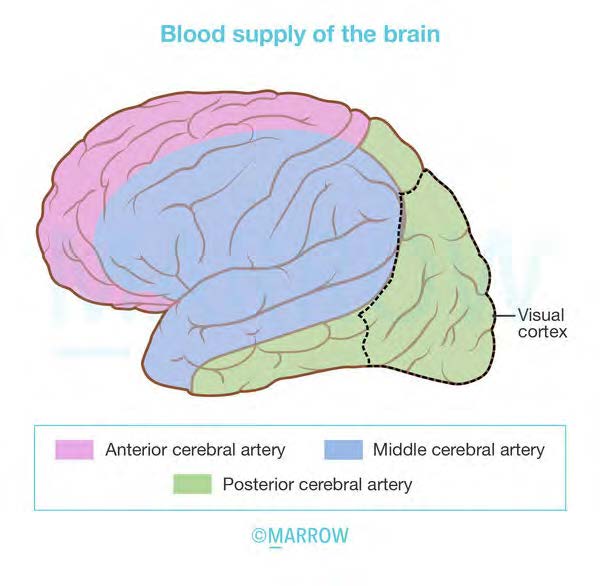 Blood supply of the brain
Visual
cortex
Anterior cerebral artery
Middle cerebral artery
Posterior cerebral artery
©MARROW